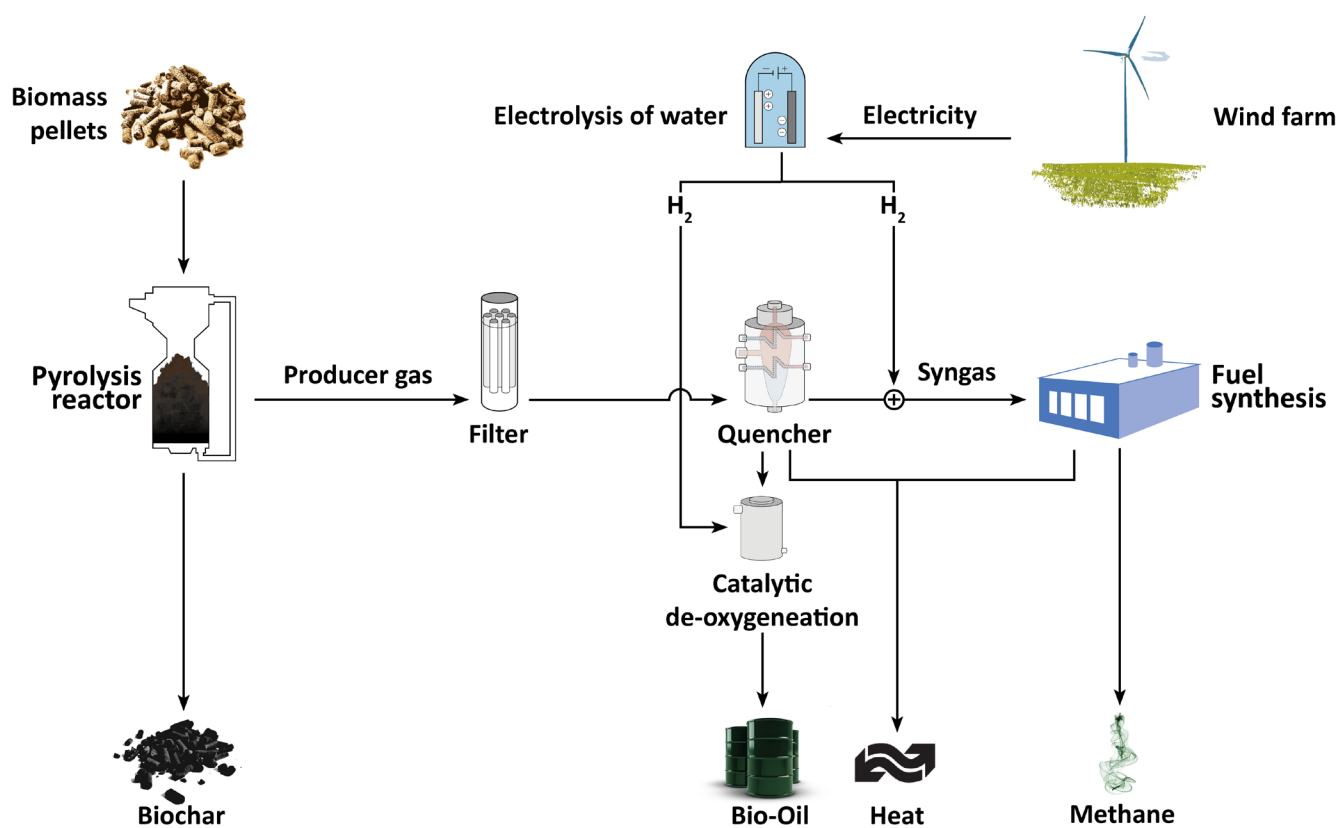 Biomass
pellets
Electrolysis of water
Electricity
Wind farm
H2
H2
Pyrolysis
reactor
Producer gas
Filter
Quencher
Syngas
Fuel
synthesis
Catalytic
de-oxygeneation
Biochar
Bio-Oil
Heat
Methane